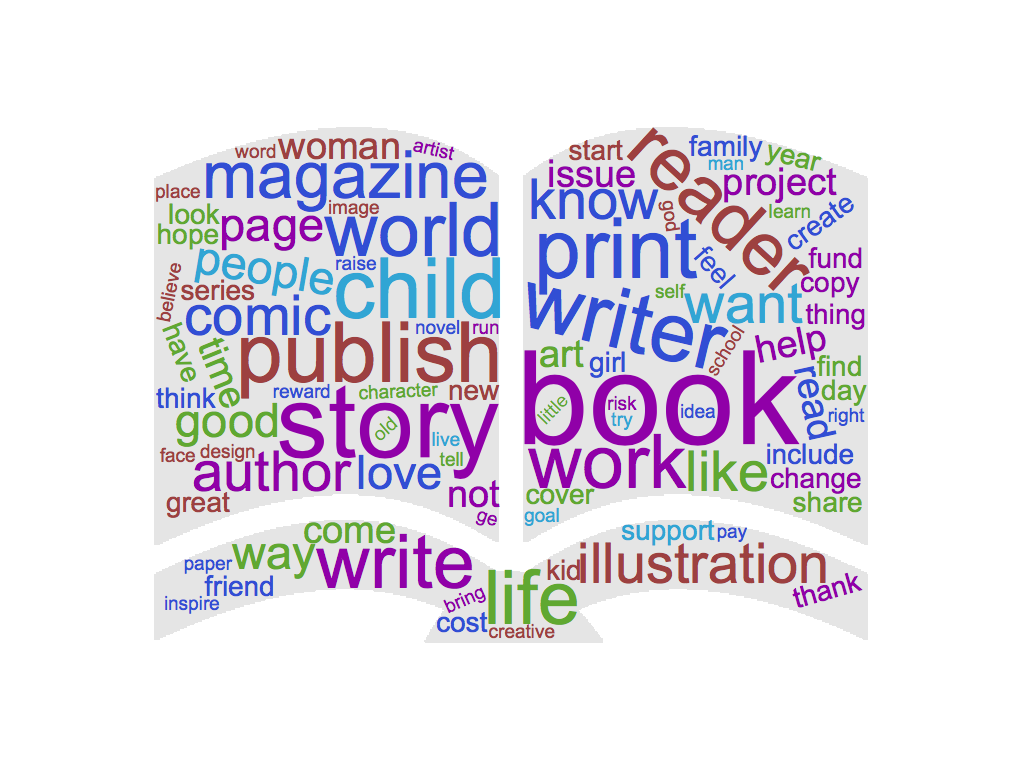 word
woman
artist
magazine
place
image
look
page
world
hope
people
raise
child
believe
series
comic
novel
run
publish
have
time
think
reward
character
new
story
old
good
live
tell
face
design
author
love
great
not
ge
come
way
write
paper
friend
inspire
start
reader
family
man
year
issue
project
know
god
learn
create
print
feel
fund
copy
self
want
thing
writer
school
help
art
girl
find
book
little
risk
try
idea
read
day
right
work
like
include
change
share
cover
goal
support
pay
kid
illustration
thank
life
bring
cost
creative